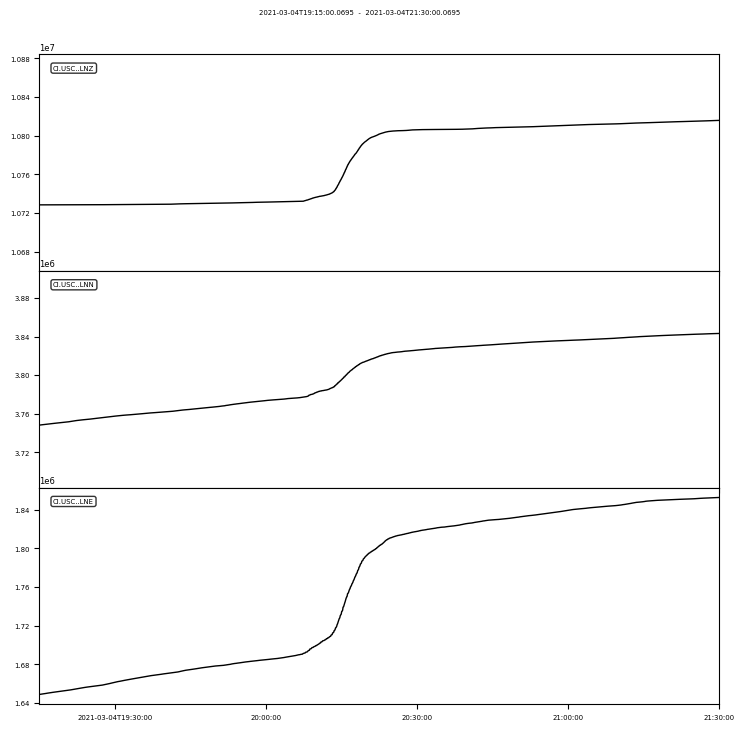 2021-03-04T19:15:00.0695 - 2021-03-04T21:30:00.0695
1e7
1.088
CI.USC..LNZ
1.084
1.080
1.076
1.072
1.068
1e6
CI.USC..LNN
3.88
3.84
3.80
3.76
3.72
1e6
CI.USC..LNE
1.84
1.80
1.76
1.72
1.68
1.64
2021-03-04T19:30:00 20:00:00 20:30:00 21:00:00 21:30:00